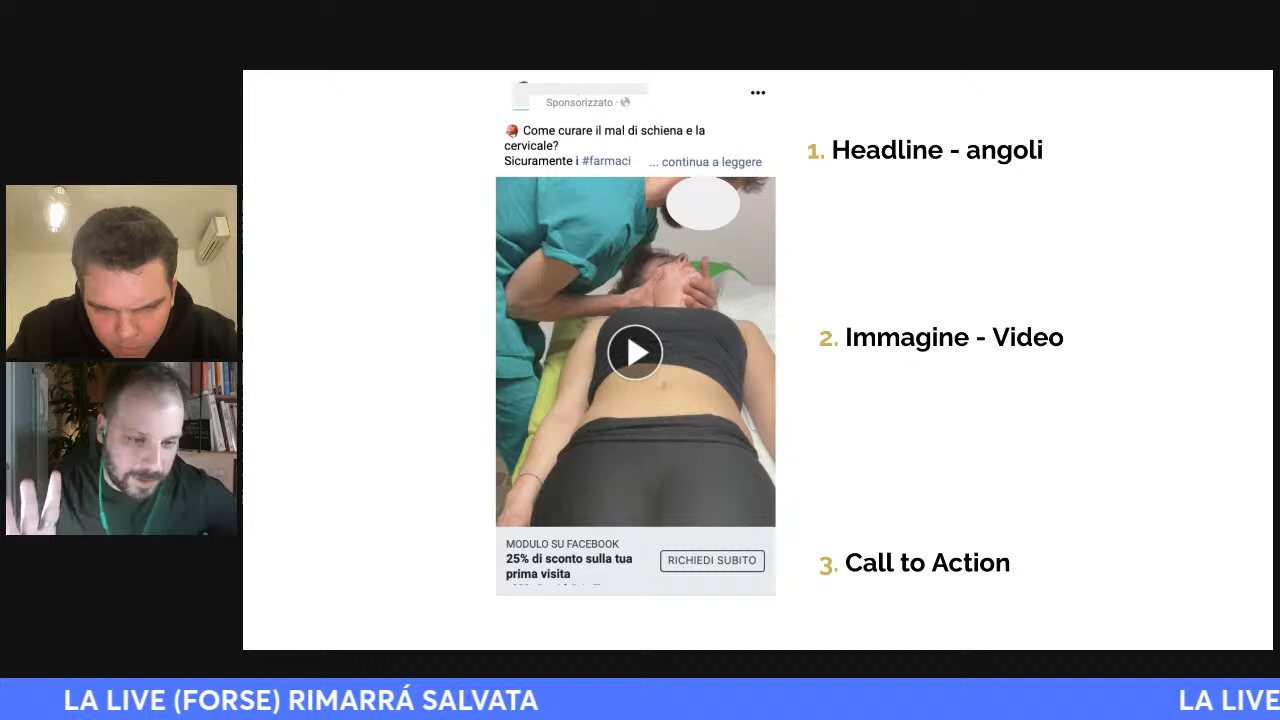 Sponsorizzato ·
Come curare il mal di schiena e la
cervicale?
Sicuramente i #farmaci ... continua a leggere
MODULO SU FACEBOOK
25% di sconto sulla tua
prima visita
RICHIEDI SUBITO
1. Headline - angoli
2. Immagine - Video
3. Call to Action
LA LIVE (FORSE) RIMARRÁ SALVATA
LA LIVE